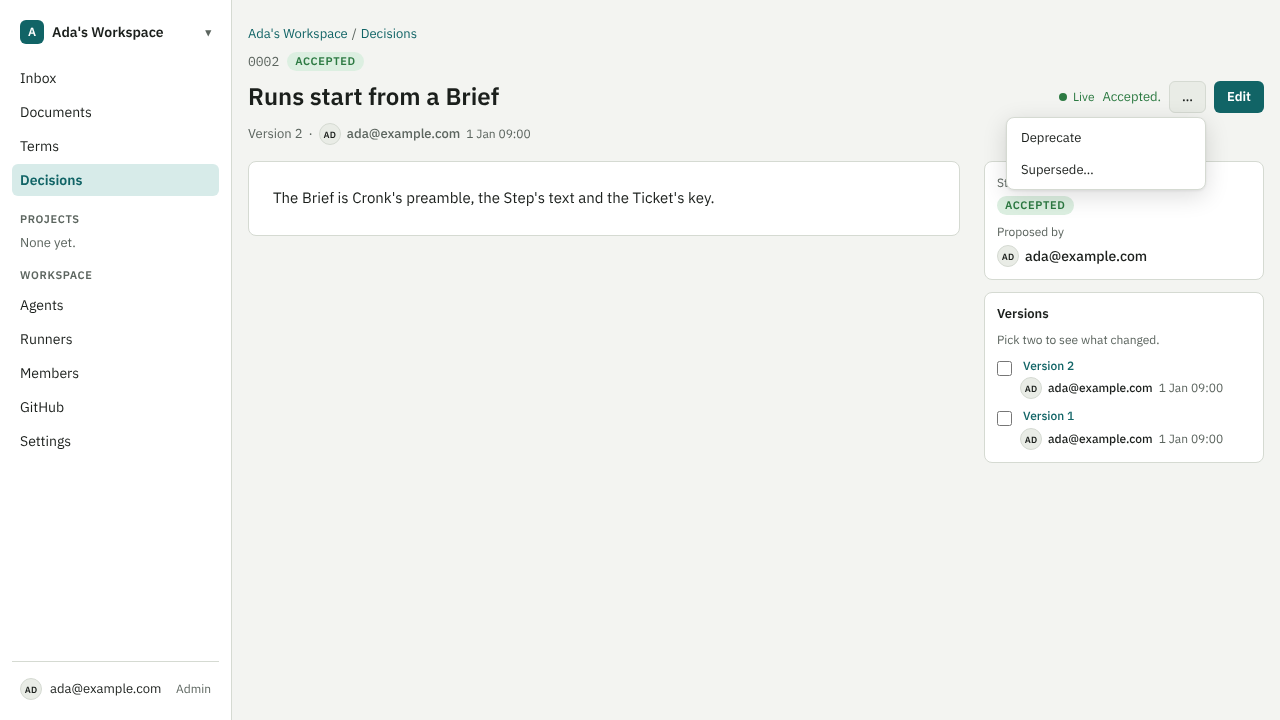 A Ada's Workspace ▾
Inbox
Documents
Terms
Decisions
PROJECTS
None yet.
WORKSPACE
Agents
Runners
Members
GitHub
Settings
AD ada@example.com Admin
Ada's Workspace / Decisions
0002 ACCEPTED
Runs start from a Brief
Live Accepted. ... Edit
Version 2 · AD ada@example.com 1 Jan 09:00
Deprecate
Supersede...
The Brief is Cronk's preamble, the Step's text and the Ticket's key.
ACCEPTED
Proposed by
AD ada@example.com
Versions
Pick two to see what changed.
Version 2
AD ada@example.com 1 Jan 09:00
Version 1
AD ada@example.com 1 Jan 09:00